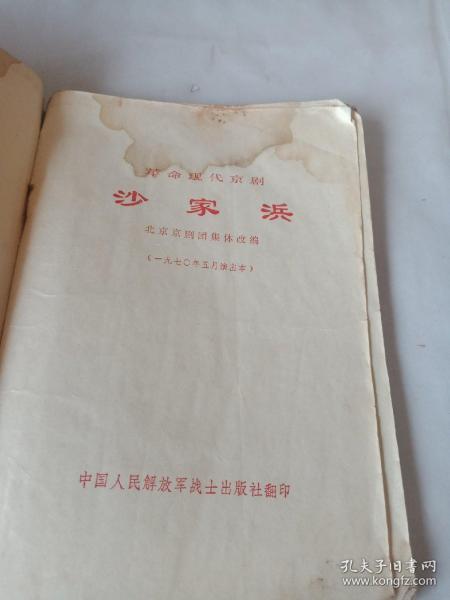 革命现代京剧
沙家浜
北京京剧团集体改编
(一九七〇年五月演出本)
中国人民解放军战士出版社翻印
孔夫子旧书网
www.kongfz.com